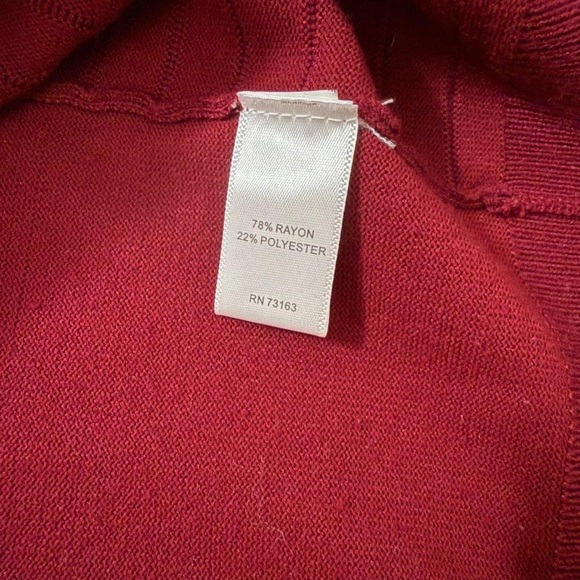 78% RAYON
22% POLYESTER
RN 73163